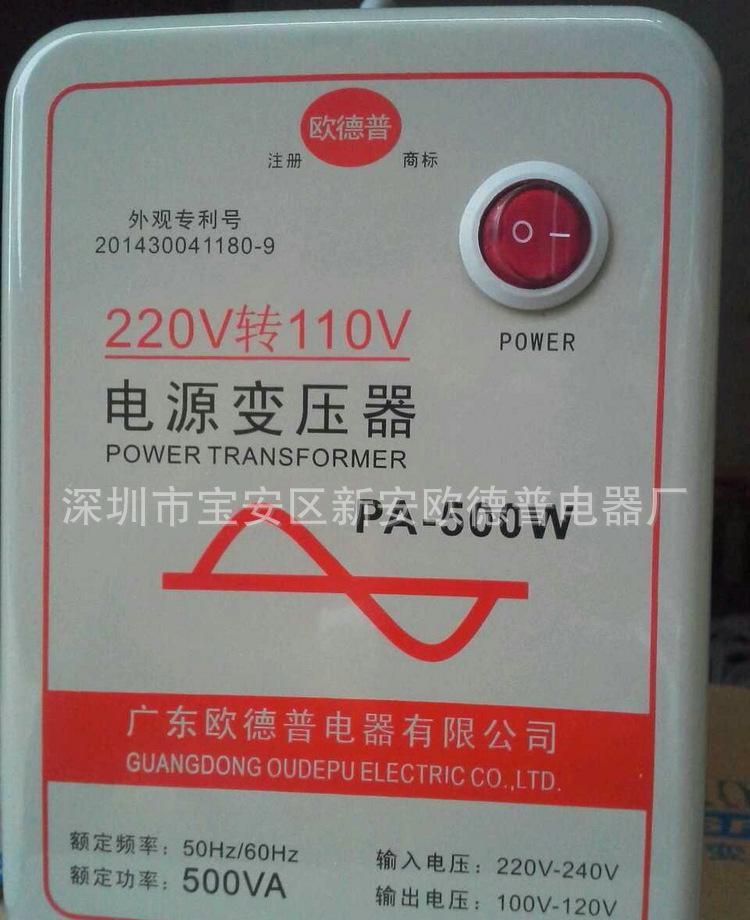 欧德普
注册 商标
外观专利号
201430041180-9
O —
POWER
220V转110V
电源变压器
POWER TRANSFORMER
PA-500W
深圳市宝安区新安欧德普电器厂
广东欧德普电器有限公司
GUANGDONG OUDEPU ELECTRIC CO.,LTD.
额定频率：50Hz/60Hz
输入电压：220V-240V
额定功率：500VA
输出电压：100V-120V